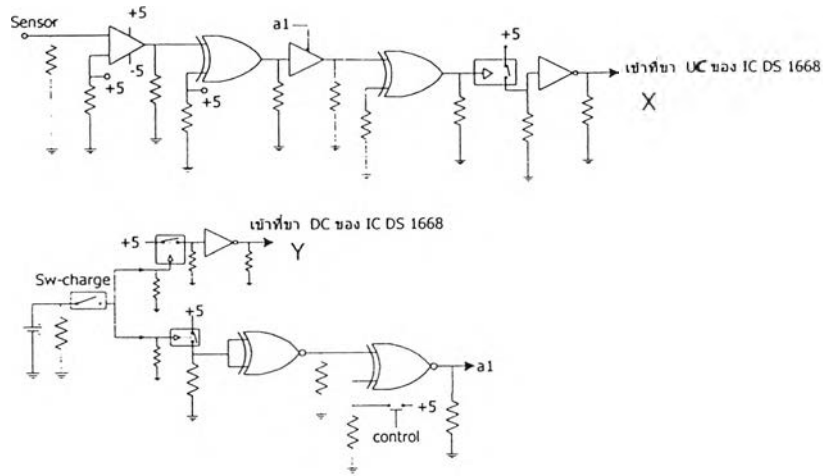 Sensor
+5
-5
+5
+5
a1
+5
เข้าที่ขา UC ของ IC DS 1668
X
เข้าที่ขา DC ของ IC DS 1668
Y
+5
Sw-charge
+5
a1
+5
control